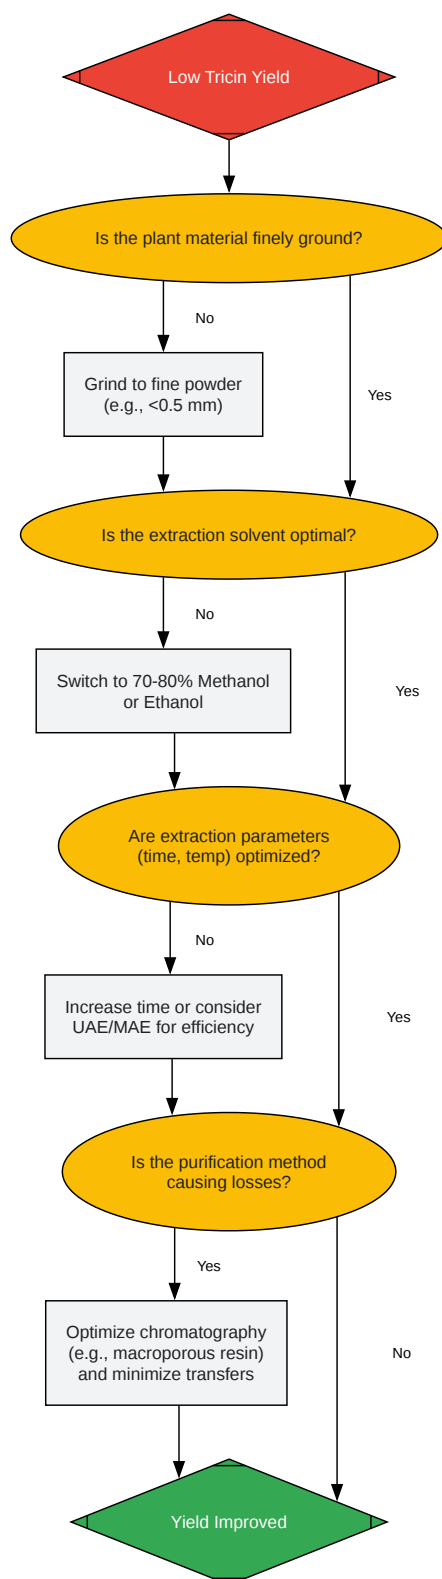 Low Tricin Yield
Is the plant material finely ground?
No
Grind to fine powder
(e.g., <0.5 mm)
Yes
Is the extraction solvent optimal?
No
Switch to 70-80% Methanol
or Ethanol
Yes
Are extraction parameters
(time, temp) optimized?
No
Increase time or consider
UAE/MAE for efficiency
Yes
Is the purification method
causing losses?
Yes
Optimize chromatography
(e.g., macroporous resin)
and minimize transfers
No
Yield Improved